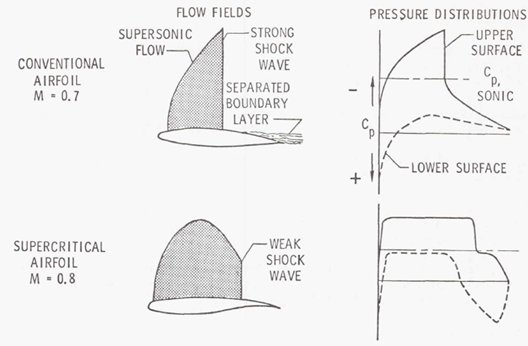 FLOW FIELDS
PRESSURE DISTRIBUTIONS
SUPERSONIC
FLOW
STRONG
SHOCK
WAVE
UPPER
SURFACE
CONVENTIONAL
AIRFOIL
M = 0.7
SEPARATED
BOUNDARY
LAYER
Cp,
SONIC
−
Cp
+
LOWER SURFACE
SUPERCRITICAL
AIRFOIL
M = 0.8
WEAK
SHOCK
WAVE